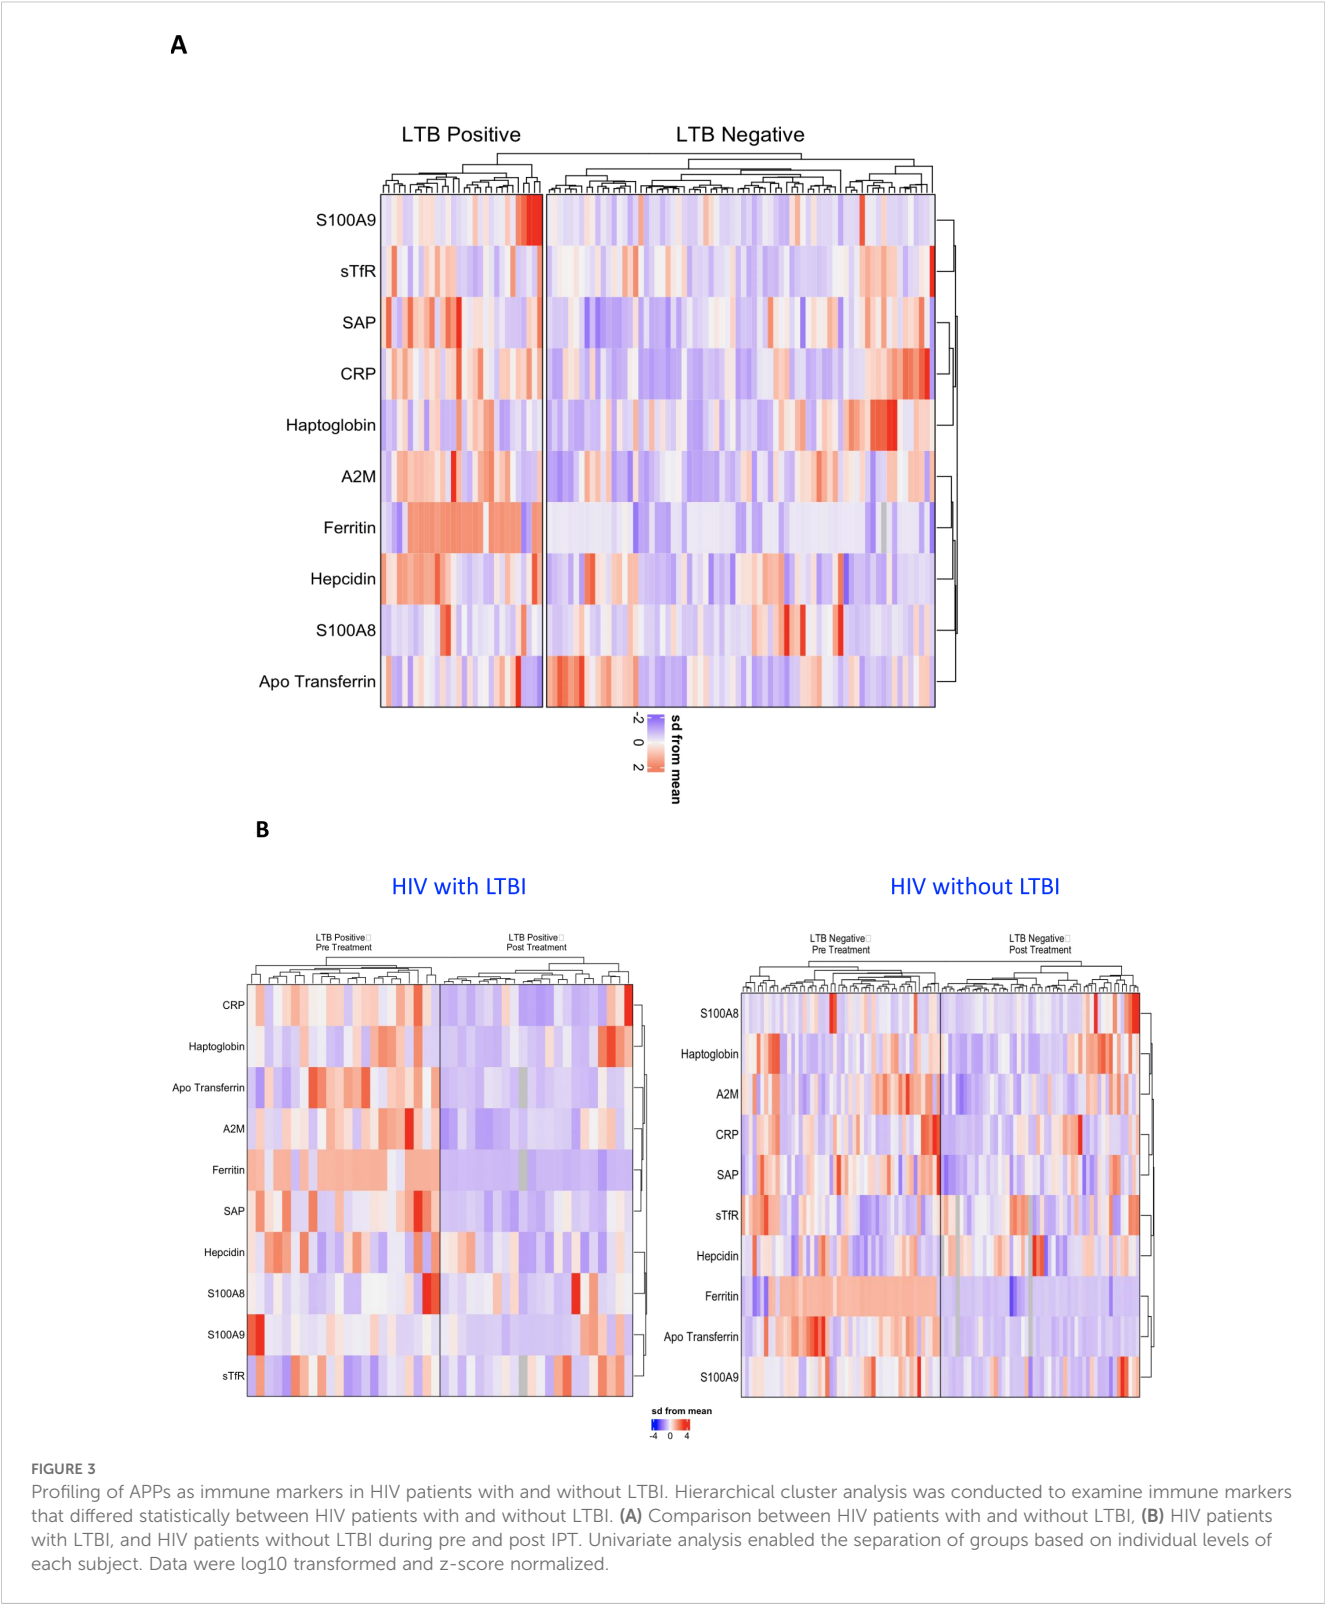 A
LTB Positive
LTB Negative
S100A9
sTfR
SAP
CRP
Haptoglobin
A2M
Ferritin
Hepcidin
S100A8
Apo Transferrin
-2
0
2
sd from mean
B
HIV with LTBI
HIV without LTBI
LTB Positive
Pre Treatment
LTB Positive
Post Treatment
CRP
Haptoglobin
Apo Transferrin
A2M
Ferritin
SAP
Hepcidin
S100A8
S100A9
sTfR
LTB Negative
Pre Treatment
LTB Negative
Post Treatment
S100A8
Haptoglobin
A2M
CRP
SAP
sTfR
Hepcidin
Ferritin
Apo Transferrin
S100A9
sd from mean
-4 0 4
FIGURE 3
Profiling of APPs as immune markers in HIV patients with and without LTBI. Hierarchical cluster analysis was conducted to examine immune markers
that differed statistically between HIV patients with and without LTBI. (A) Comparison between HIV patients with and without LTBI, (B) HIV patients
with LTBI, and HIV patients without LTBI during pre and post IPT. Univariate analysis enabled the separation of groups based on individual levels of
each subject. Data were log10 transformed and z-score normalized.